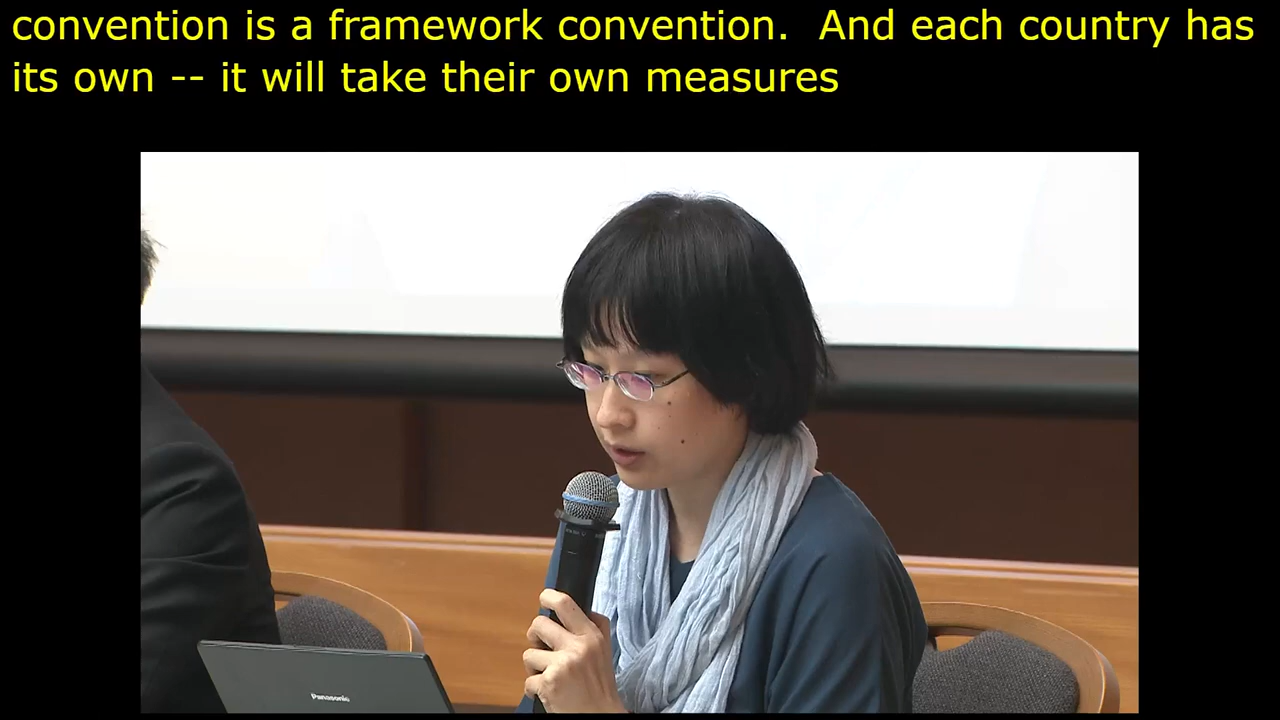 convention is a framework convention.  And each country has
its own -- it will take their own measures
Panasonic